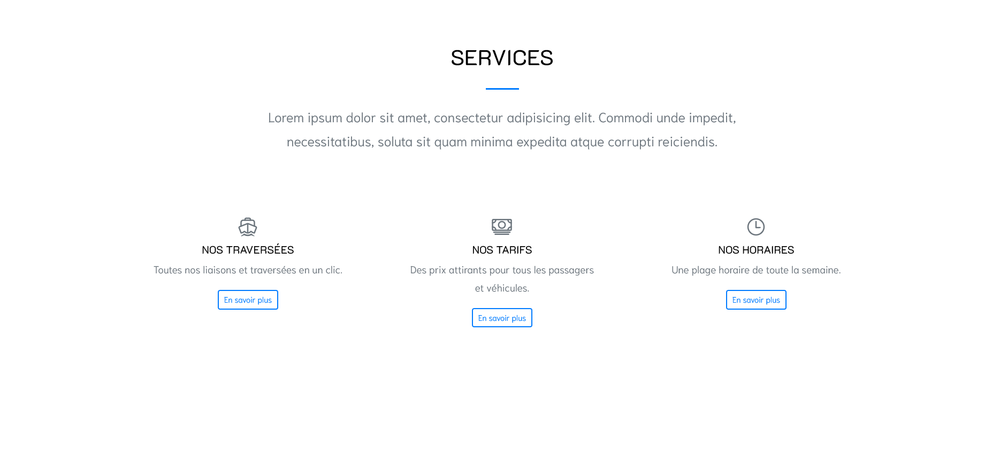 SERVICES
Lorem ipsum dolor sit amet, consectetur adipisicing elit. Commodi unde impedit,
necessitatibus, soluta sit quam minima expedita atque corrupti reiciendis.
NOS TRAVERSÉES
Toutes nos liaisons et traversées en un clic.
En savoir plus
NOS TARIFS
Des prix attirants pour tous les passagers
et véhicules.
En savoir plus
NOS HORAIRES
Une plage horaire de toute la semaine.
En savoir plus